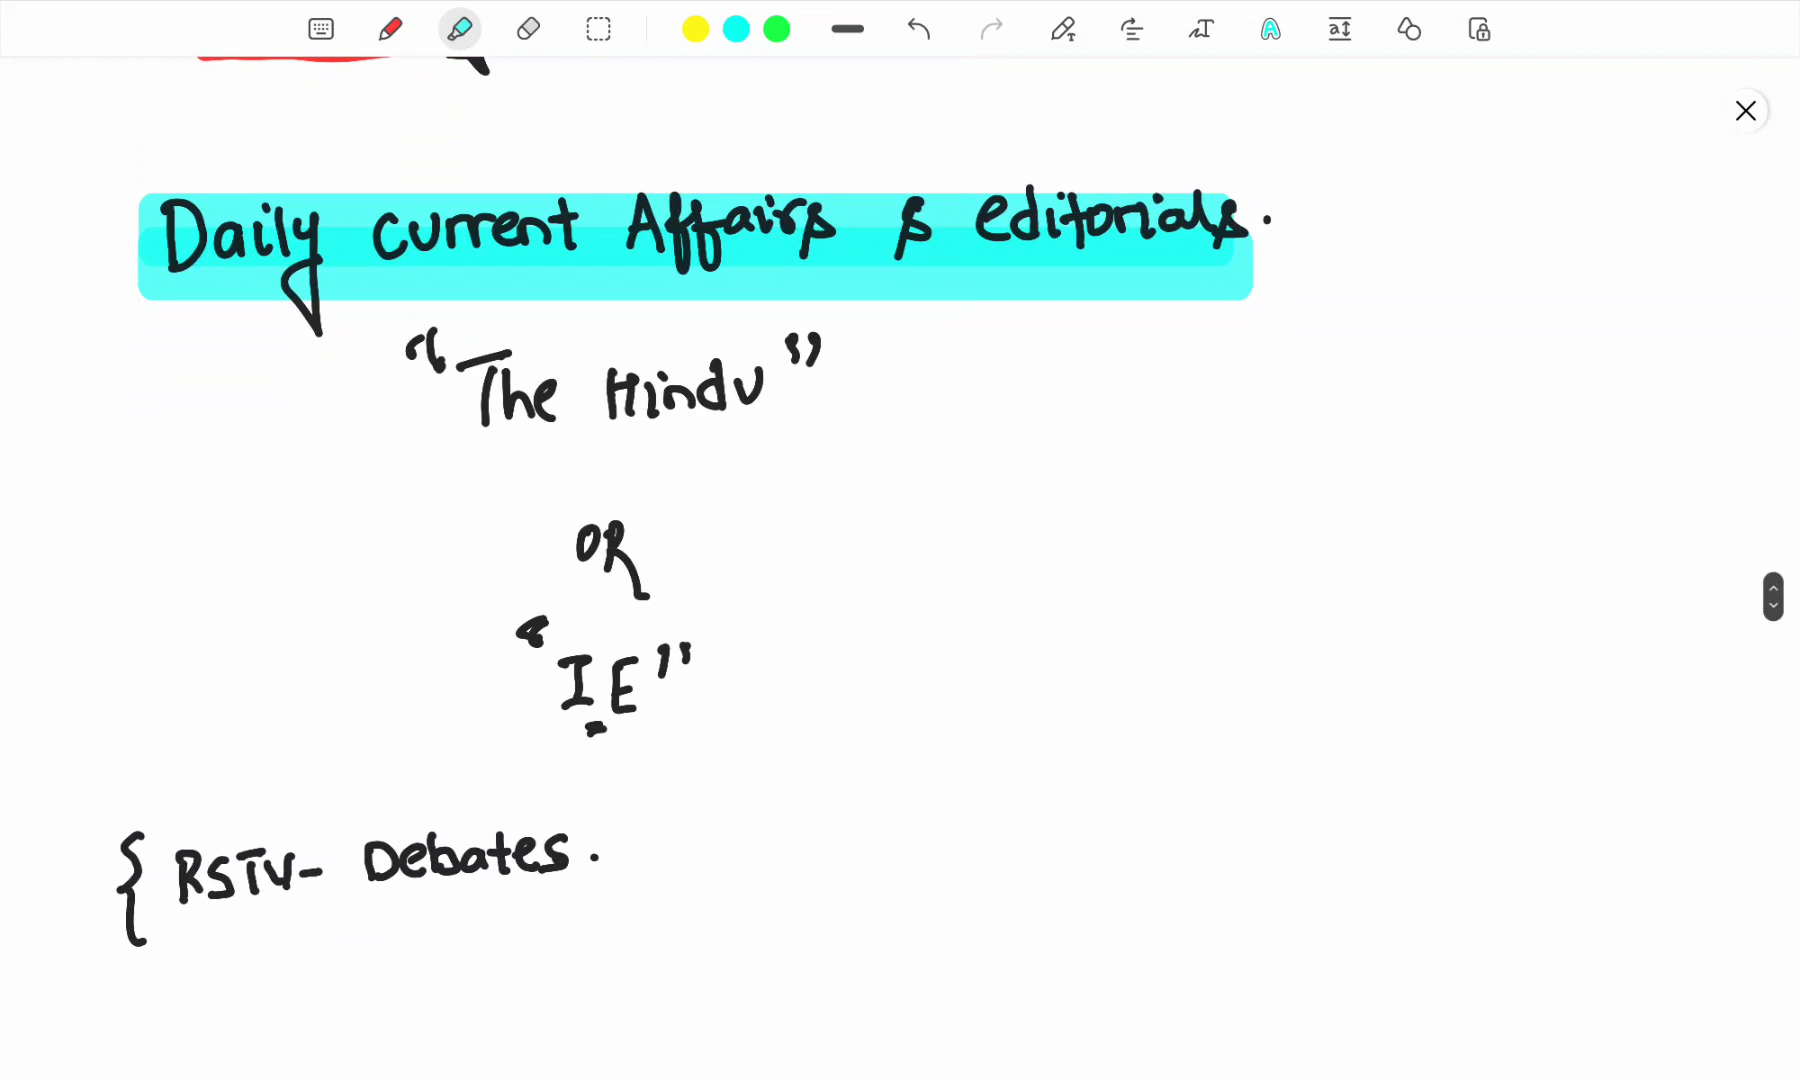 Daily current Affairs & editorials.
"The Hindu"
OR
"IE"
{ RSTV- Debates.